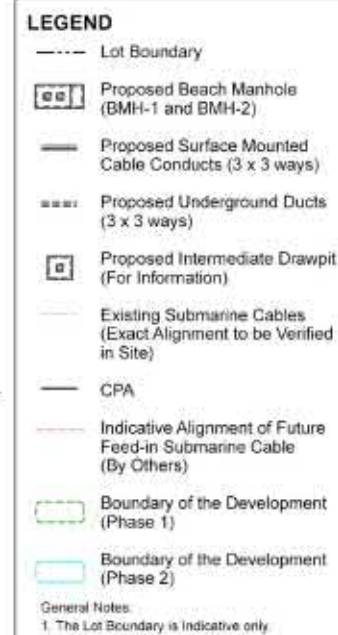 LEGEND
Lot Boundary
Proposed Beach Manhole
(BMH-1 and BMH-2)
Proposed Surface Mounted
Cable Conducts (3 x 3 ways)
Proposed Underground Ducts
(3 x 3 ways)
Proposed Intermediate Drawpit
(For Information)
Existing Submarine Cables
(Exact Alignment to be Verified
in Site)
CPA
Indicative Alignment of Future
Feed-in Submarine Cable
(By Others)
Boundary of the Development
(Phase 1)
Boundary of the Development
(Phase 2)
General Notes:
1. The Lot Boundary is Indicative only.